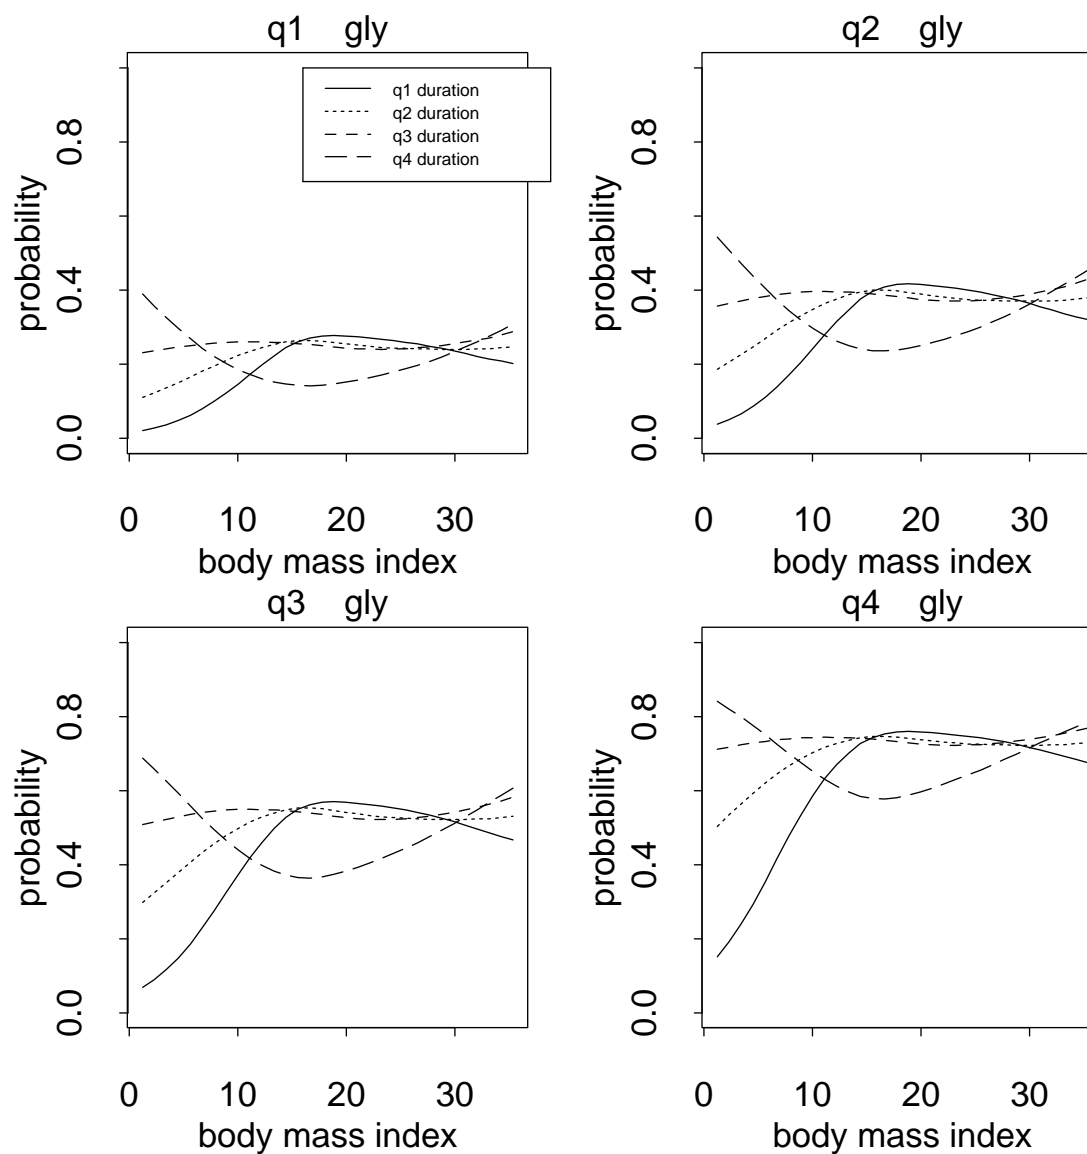 q1 gly
q1 duration
q2 duration
q3 duration
q4 duration
probability
0.0 0.4 0.8
0 10 20 30
body mass index
q2 gly
probability
0.0 0.4 0.8
0 10 20 30
body mass index
q3 gly
probability
0.0 0.4 0.8
0 10 20 30
body mass index
q4 gly
probability
0.0 0.4 0.8
0 10 20 30
body mass index